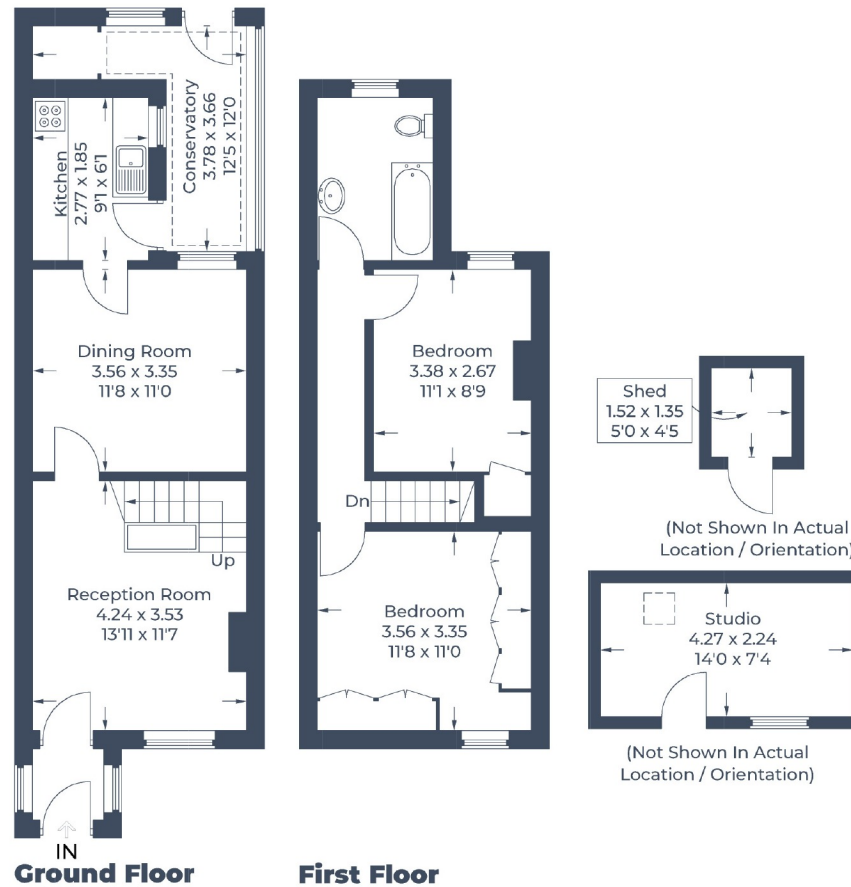 Conservatory
3.78 x 3.66
12'5 x 12'0
Kitchen
2.77 x 1.85
9'1 x 6'1
Dining Room
3.56 x 3.35
11'8 x 11'0
Up
Reception Room
4.24 x 3.53
13'11 x 11'7
IN
Ground Floor
Bedroom
3.38 x 2.67
11'1 x 8'9
Dn
Bedroom
3.56 x 3.35
11'8 x 11'0
First Floor
Shed
1.52 x 1.35
5'0 x 4'5
(Not Shown In Actual
Location / Orientation)
Studio
4.27 x 2.24
14'0 x 7'4
(Not Shown In Actual
Location / Orientation)